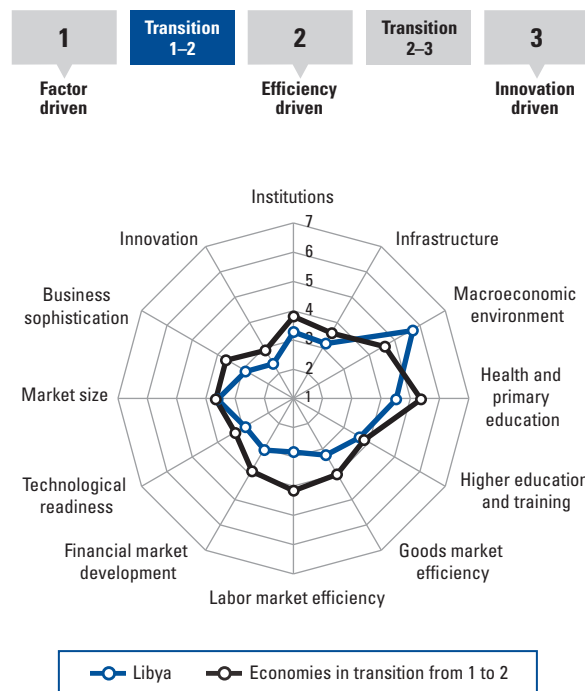 1
Transition
1–2
2
Transition
2–3
3
Factor
driven
Efficiency
driven
Innovation
driven
Institutions
7
Innovation
6
Infrastructure
5
Business
sophistication
4
Macroeconomic
environment
3
2
Market size
1
Health and
primary
education
Technological
readiness
Higher education
and training
Financial market
development
Goods market
efficiency
Labor market efficiency
Libya
Economies in transition from 1 to 2